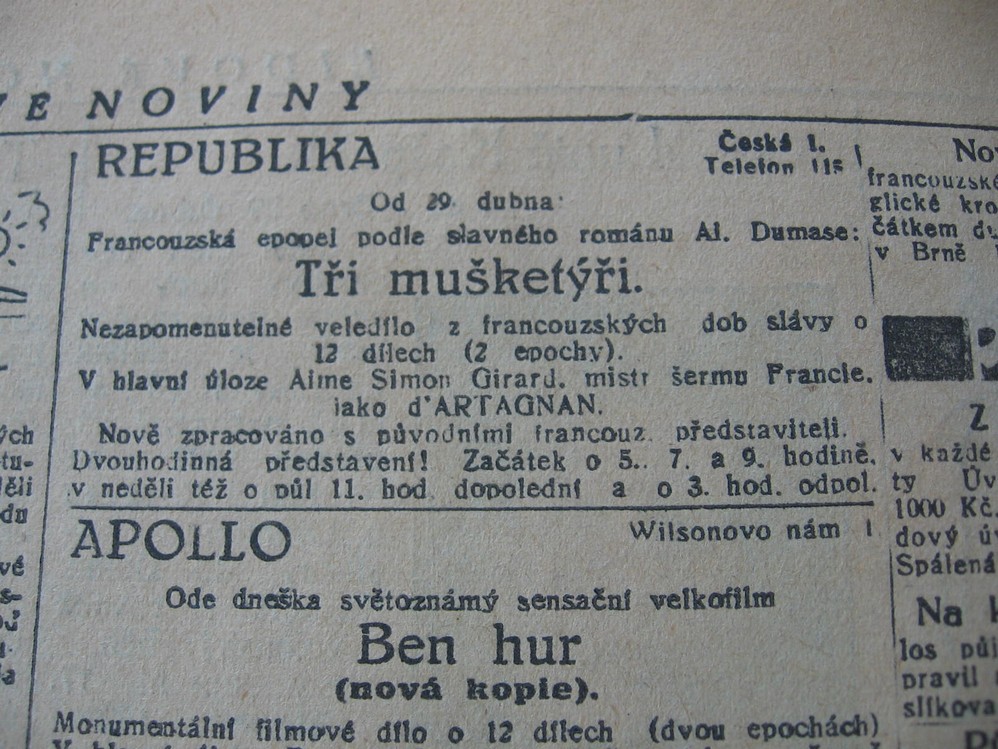 NOVINY
REPUBLIKA
Česká 1.
Telefon 115
Od 29. dubna:
Francouzská epopej podle slavného románu Al. Dumase:
Tři mušketýři.
Nezapomenutelné veledílo z francouzských dob slávy o
12 dílech (2 epochy).
V hlavní úloze Aime Simon Girard, mistr šermu Francie,
jako d'ARTAGNAN.
Nově zpracováno s původními francouz. představiteli.
Dvouhodinná představení! Začátek o 5., 7. a 9. hodině,
v neděli též o půl 11. hod. dopolední a o 3. hod. odpol.
APOLLO
Wilsonovo nám 1
Ode dneška světoznámý sensační velkofilm
Ben hur
(nová kopie).
Monumentální filmové dílo o 12 dílech (dvou epochách)
francouzské
glické kro
čátkem du
v Brně
Z
v každé
ty Úv
1000 Kč.
dový úv
Spálená
Na
los půj
pravil
slíkova